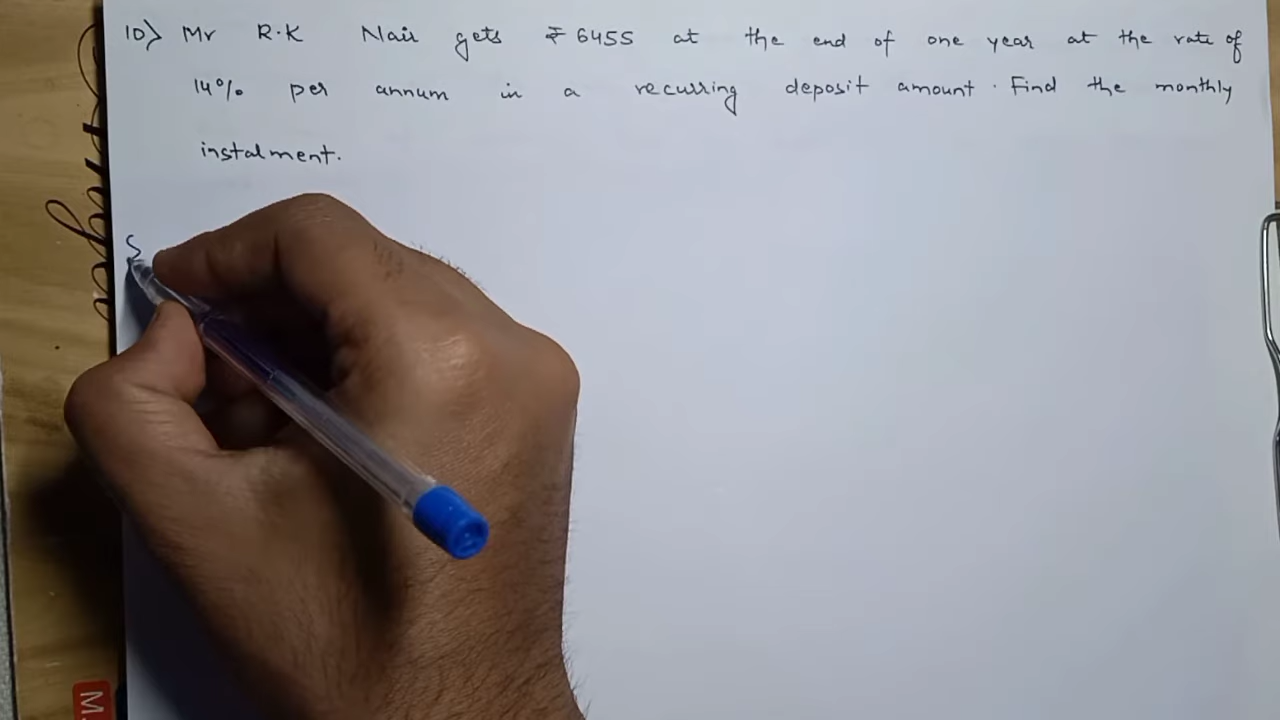 10) Mr R.K Nair gets ₹ 6455 at the end of one year at the rate of
14% per annum in a recurring deposit amount. Find the monthly
instalment.
S
M